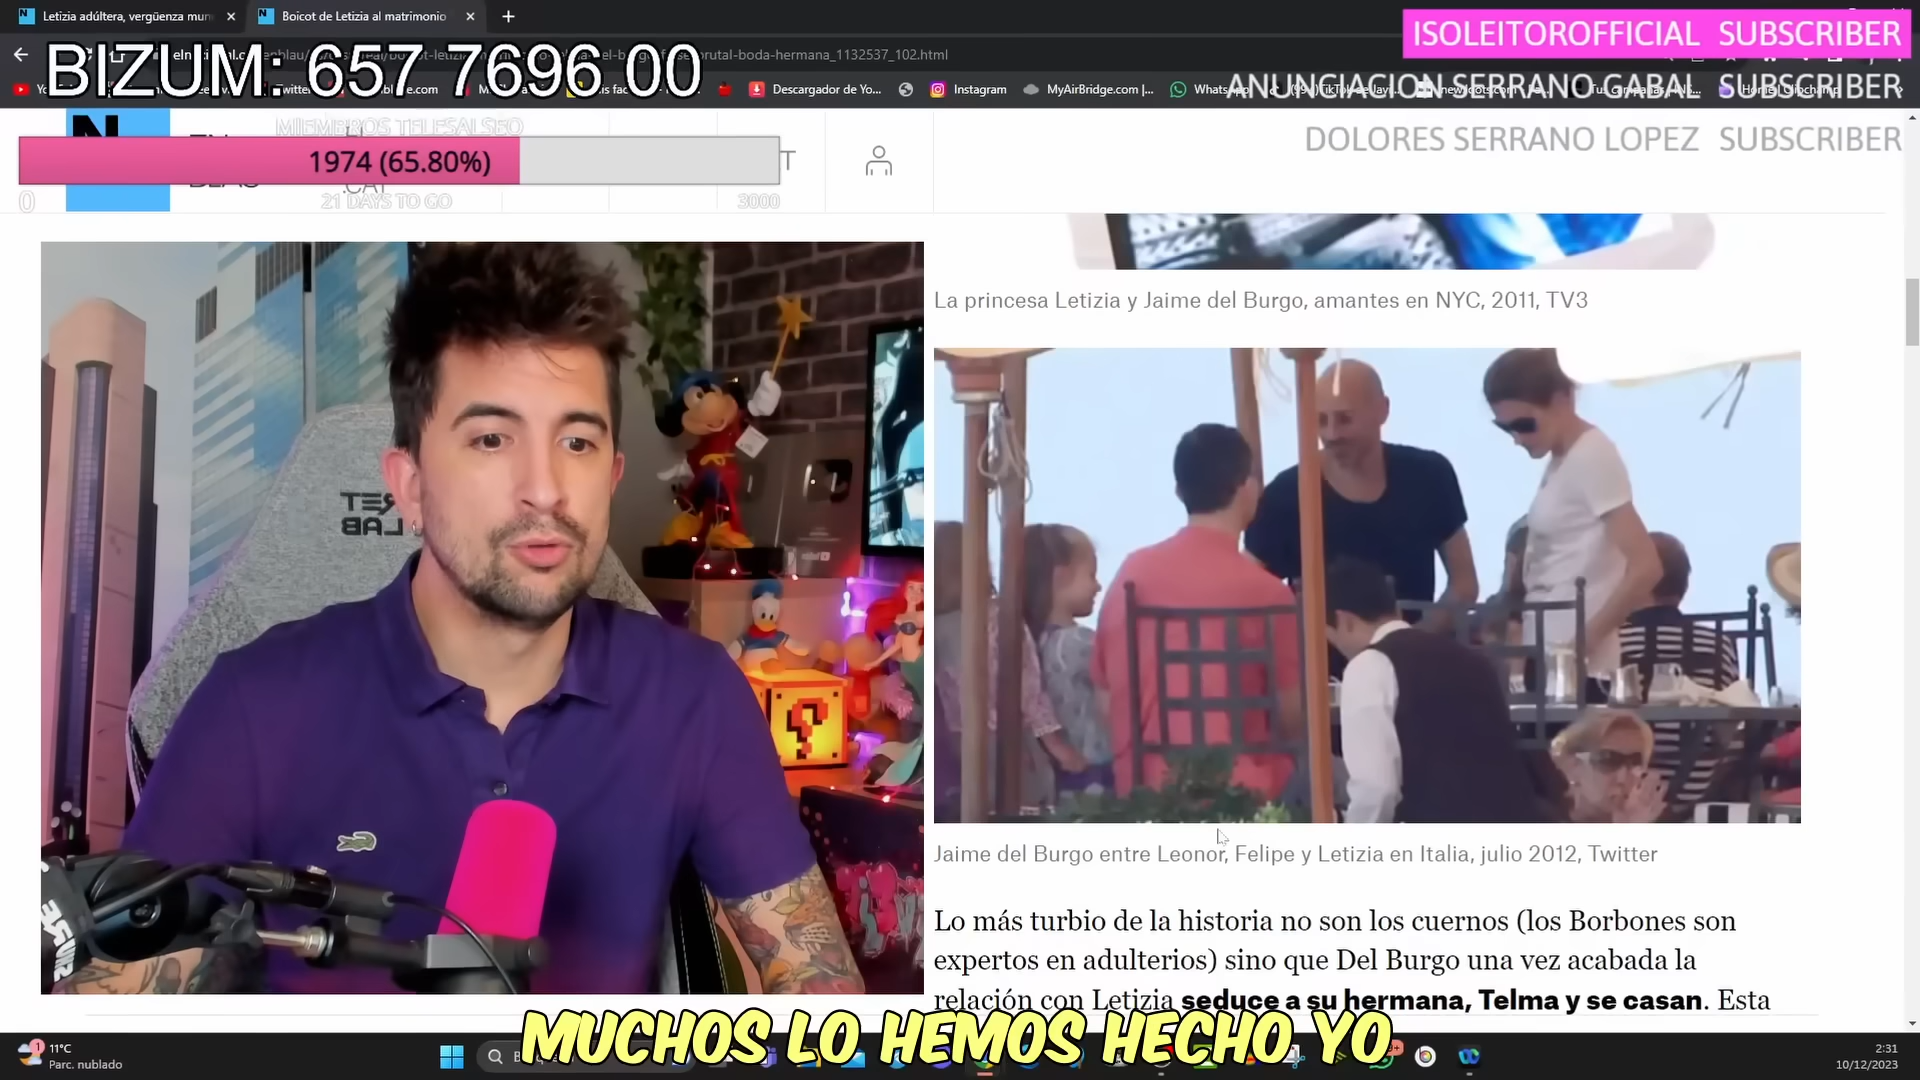 Letizia adúltera, vergüenza mun
Boicot de Letizia al matrimonio
BIZUM: 657 7696 00
ISOLEITOROFFICIAL SUBSCRIBER
ANUNCIACION SERRANO GABAL SUBSCRIBER
DOLORES SERRANO LOPEZ SUBSCRIBER
Descargador de Yo...
Instagram
MyAirBridge.com |...
MIEMBROS TELESALSEO
1974 (65.80%)
0
21 DAYS TO GO
3000
La princesa Letizia y Jaime del Burgo, amantes en NYC, 2011, TV3
RET
LAB
?
Jaime del Burgo entre Leonor, Felipe y Letizia en Italia, julio 2012, Twitter
Lo más turbio de la historia no son los cuernos (los Borbones son
expertos en adulterios) sino que Del Burgo una vez acabada la
relación con Letizia seduce a su hermana, Telma y se casan. Esta
MUCHOS LO HEMOS HECHO YO
11°C
Parc. nublado
2:31
10/12/2023